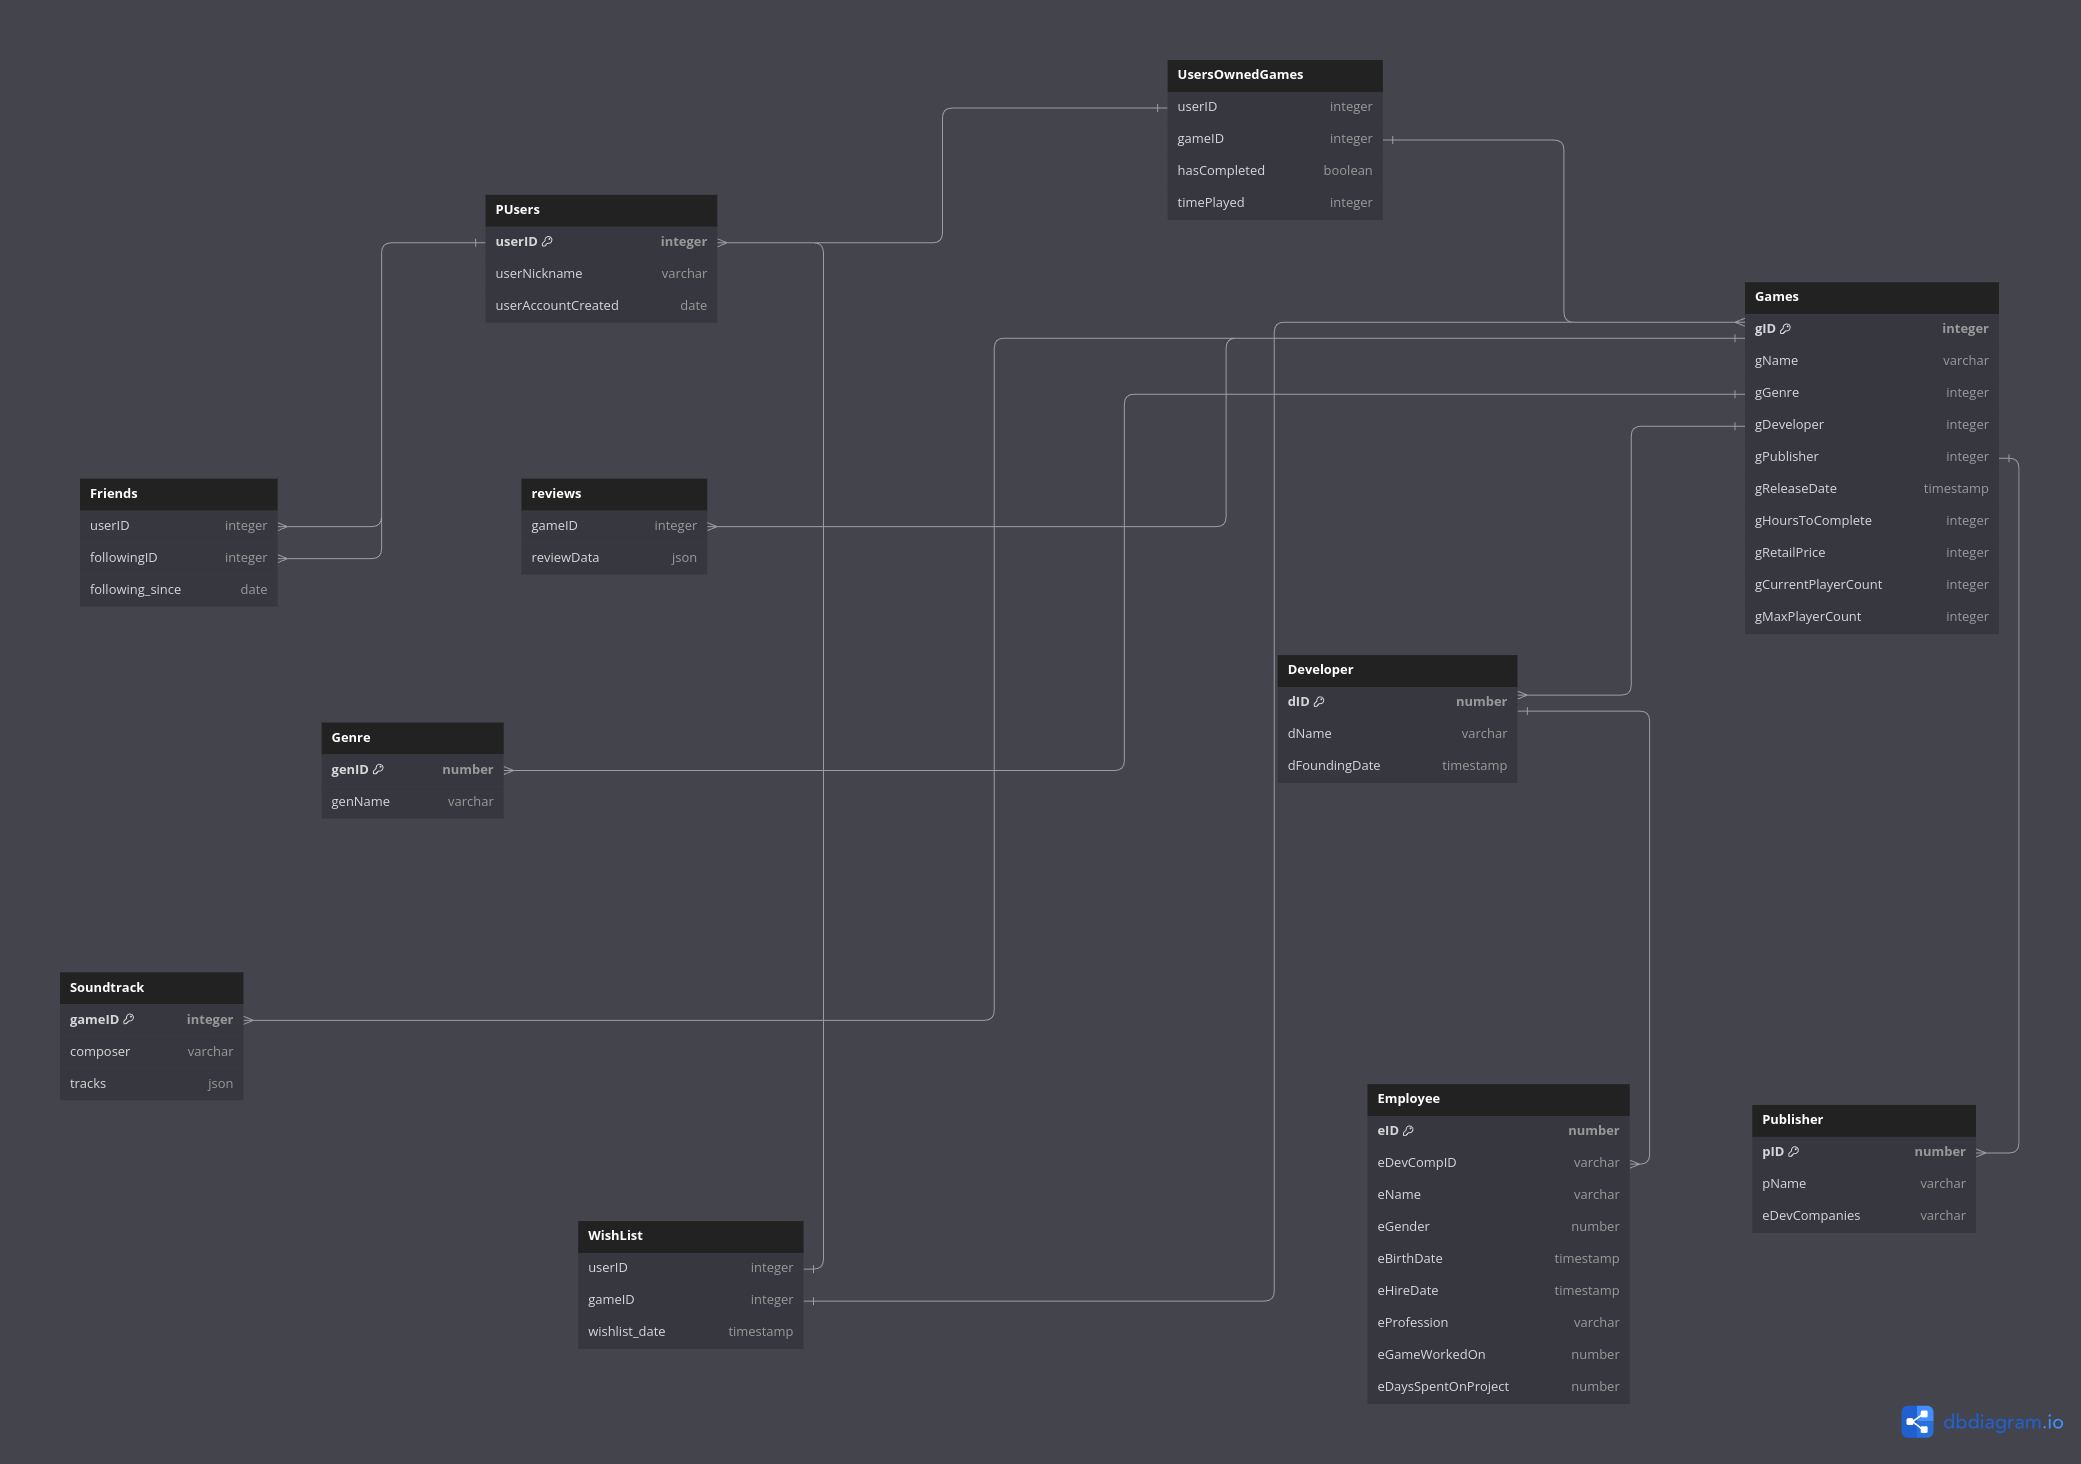 UsersOwnedGames
userID integer
gameID integer
hasCompleted boolean
timePlayed integer
PUsers
userID integer
userNickname varchar
userAccountCreated date
Games
gID integer
gName varchar
gGenre integer
gDeveloper integer
gPublisher integer
gReleaseDate timestamp
gHoursToComplete integer
gRetailPrice integer
gCurrentPlayerCount integer
gMaxPlayerCount integer
Friends
userID integer
followingID integer
following_since date
reviews
gameID integer
reviewData json
Developer
dID number
dName varchar
dFoundingDate timestamp
Genre
genID number
genName varchar
Soundtrack
gameID integer
composer varchar
tracks json
Employee
eID number
eDevCompID varchar
eName varchar
eGender number
eBirthDate timestamp
eHireDate timestamp
eProfession varchar
eGameWorkedOn number
eDaysSpentOnProject number
Publisher
pID number
pName varchar
eDevCompanies varchar
WishList
userID integer
gameID integer
wishlist_date timestamp
dbdiagram.io